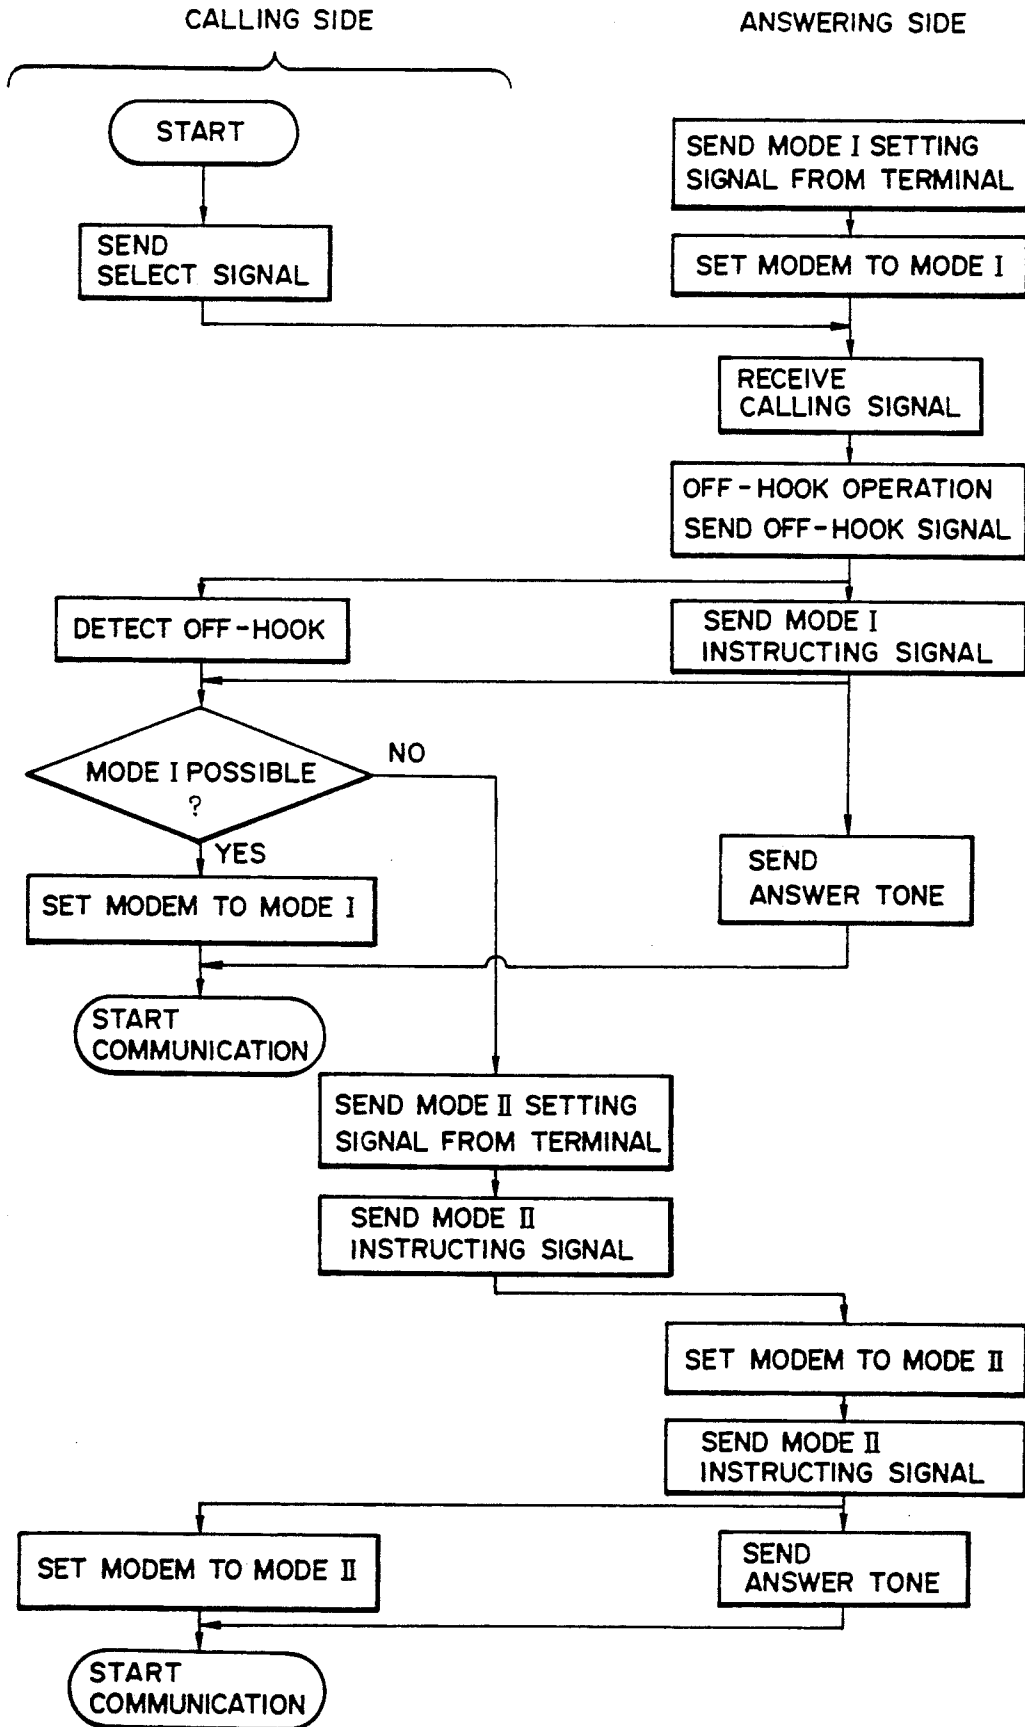 CALLING SIDE
ANSWERING SIDE
START
SEND MODE I SETTING
SIGNAL FROM TERMINAL
SEND
SELECT SIGNAL
SET MODEM TO MODE I
RECEIVE
CALLING SIGNAL
OFF-HOOK OPERATION
SEND OFF-HOOK SIGNAL
DETECT OFF-HOOK
SEND MODE I
INSTRUCTING SIGNAL
MODE I POSSIBLE
?
NO
YES
SET MODEM TO MODE I
SEND
ANSWER TONE
START
COMMUNICATION
SEND MODE II SETTING
SIGNAL FROM TERMINAL
SEND MODE II
INSTRUCTING SIGNAL
SET MODEM TO MODE II
SEND MODE II
INSTRUCTING SIGNAL
SET MODEM TO MODE II
SEND
ANSWER TONE
START
COMMUNICATION